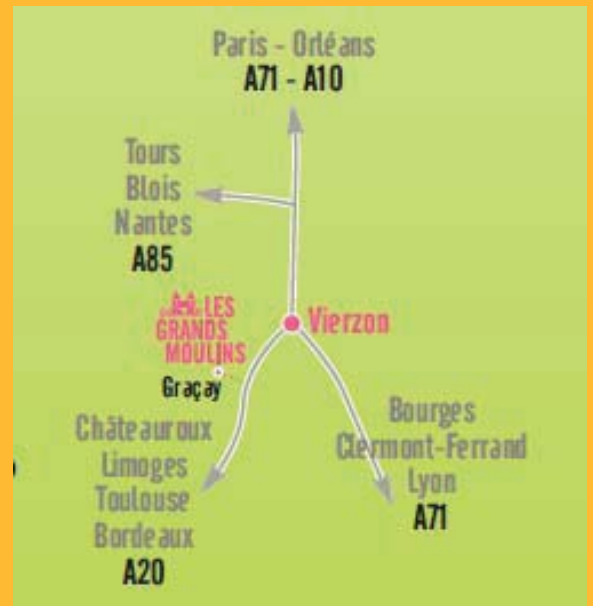 Paris - Orléans
A71 - A10
Tours
Blois
Nantes
A85
LES
GRANDS
MOULINS
Vierzon
Graçay
Châteauroux
Limoges
Toulouse
Bordeaux
A20
Bourges
Clermont-Ferrand
Lyon
A71